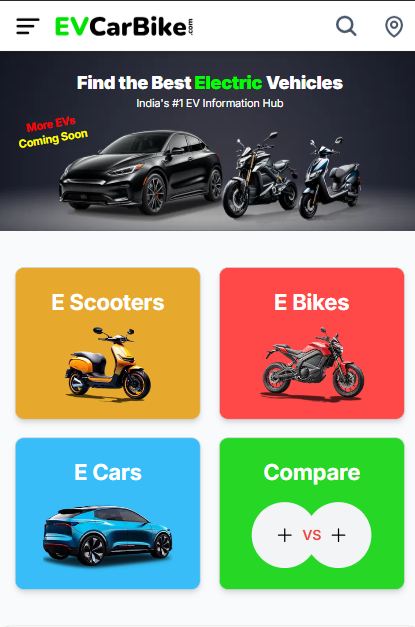 EVCarBike.com
Find the Best Electric Vehicles
India's #1 EV Information Hub
More EVs
Coming Soon
E Scooters
E Bikes
E Cars
Compare
VS